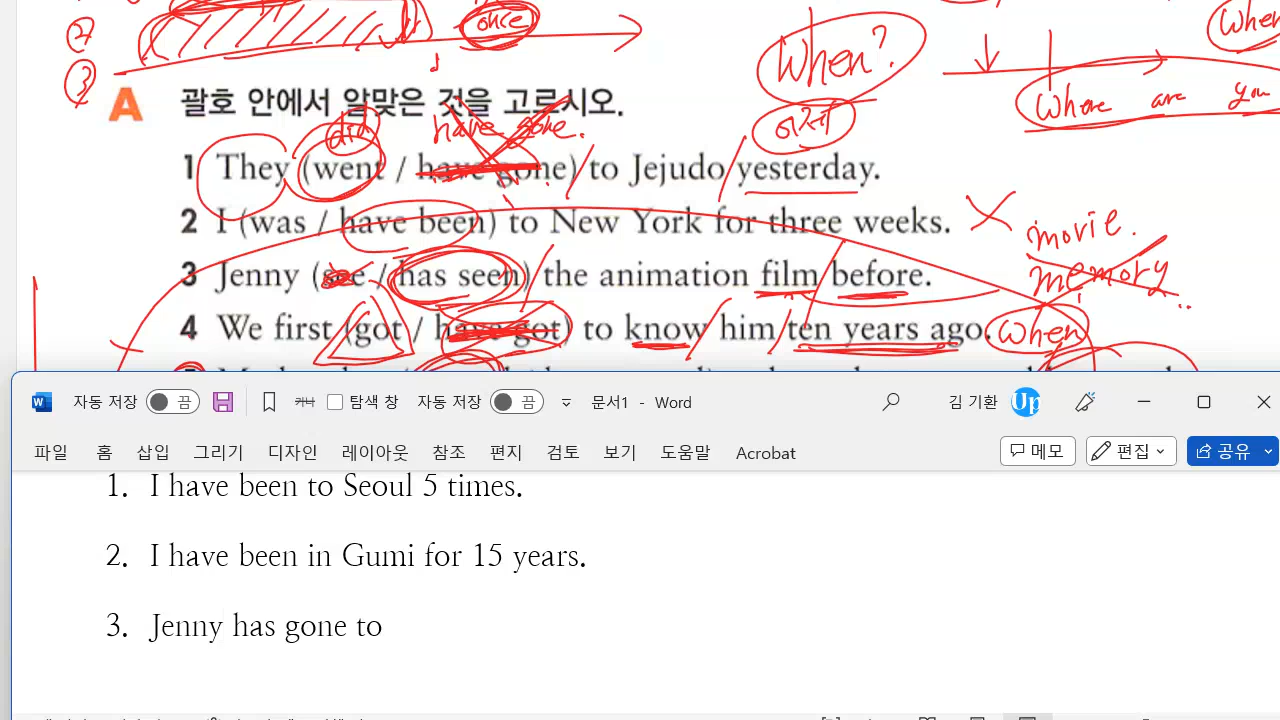 ② once When? When
③ Where are you
A 괄호 안에서 알맞은 것을 고르시오.
did have gone.
1 They (went / have gone) to Jejudo yesterday.
2 I (was / have been) to New York for three weeks.
movie.
3 Jenny (see / has seen) the animation film before. memory
4 We first (got / have got) to know him ten years ago. when
자동 저장 끔 가나 탐색 창 자동 저장 끔 문서1 - Word 김 기환 Up
파일 홈 삽입 그리기 디자인 레이아웃 참조 편지 검토 보기 도움말 Acrobat 메모 편집 공유
1. I have been to Seoul 5 times.
2. I have been in Gumi for 15 years.
3. Jenny has gone to